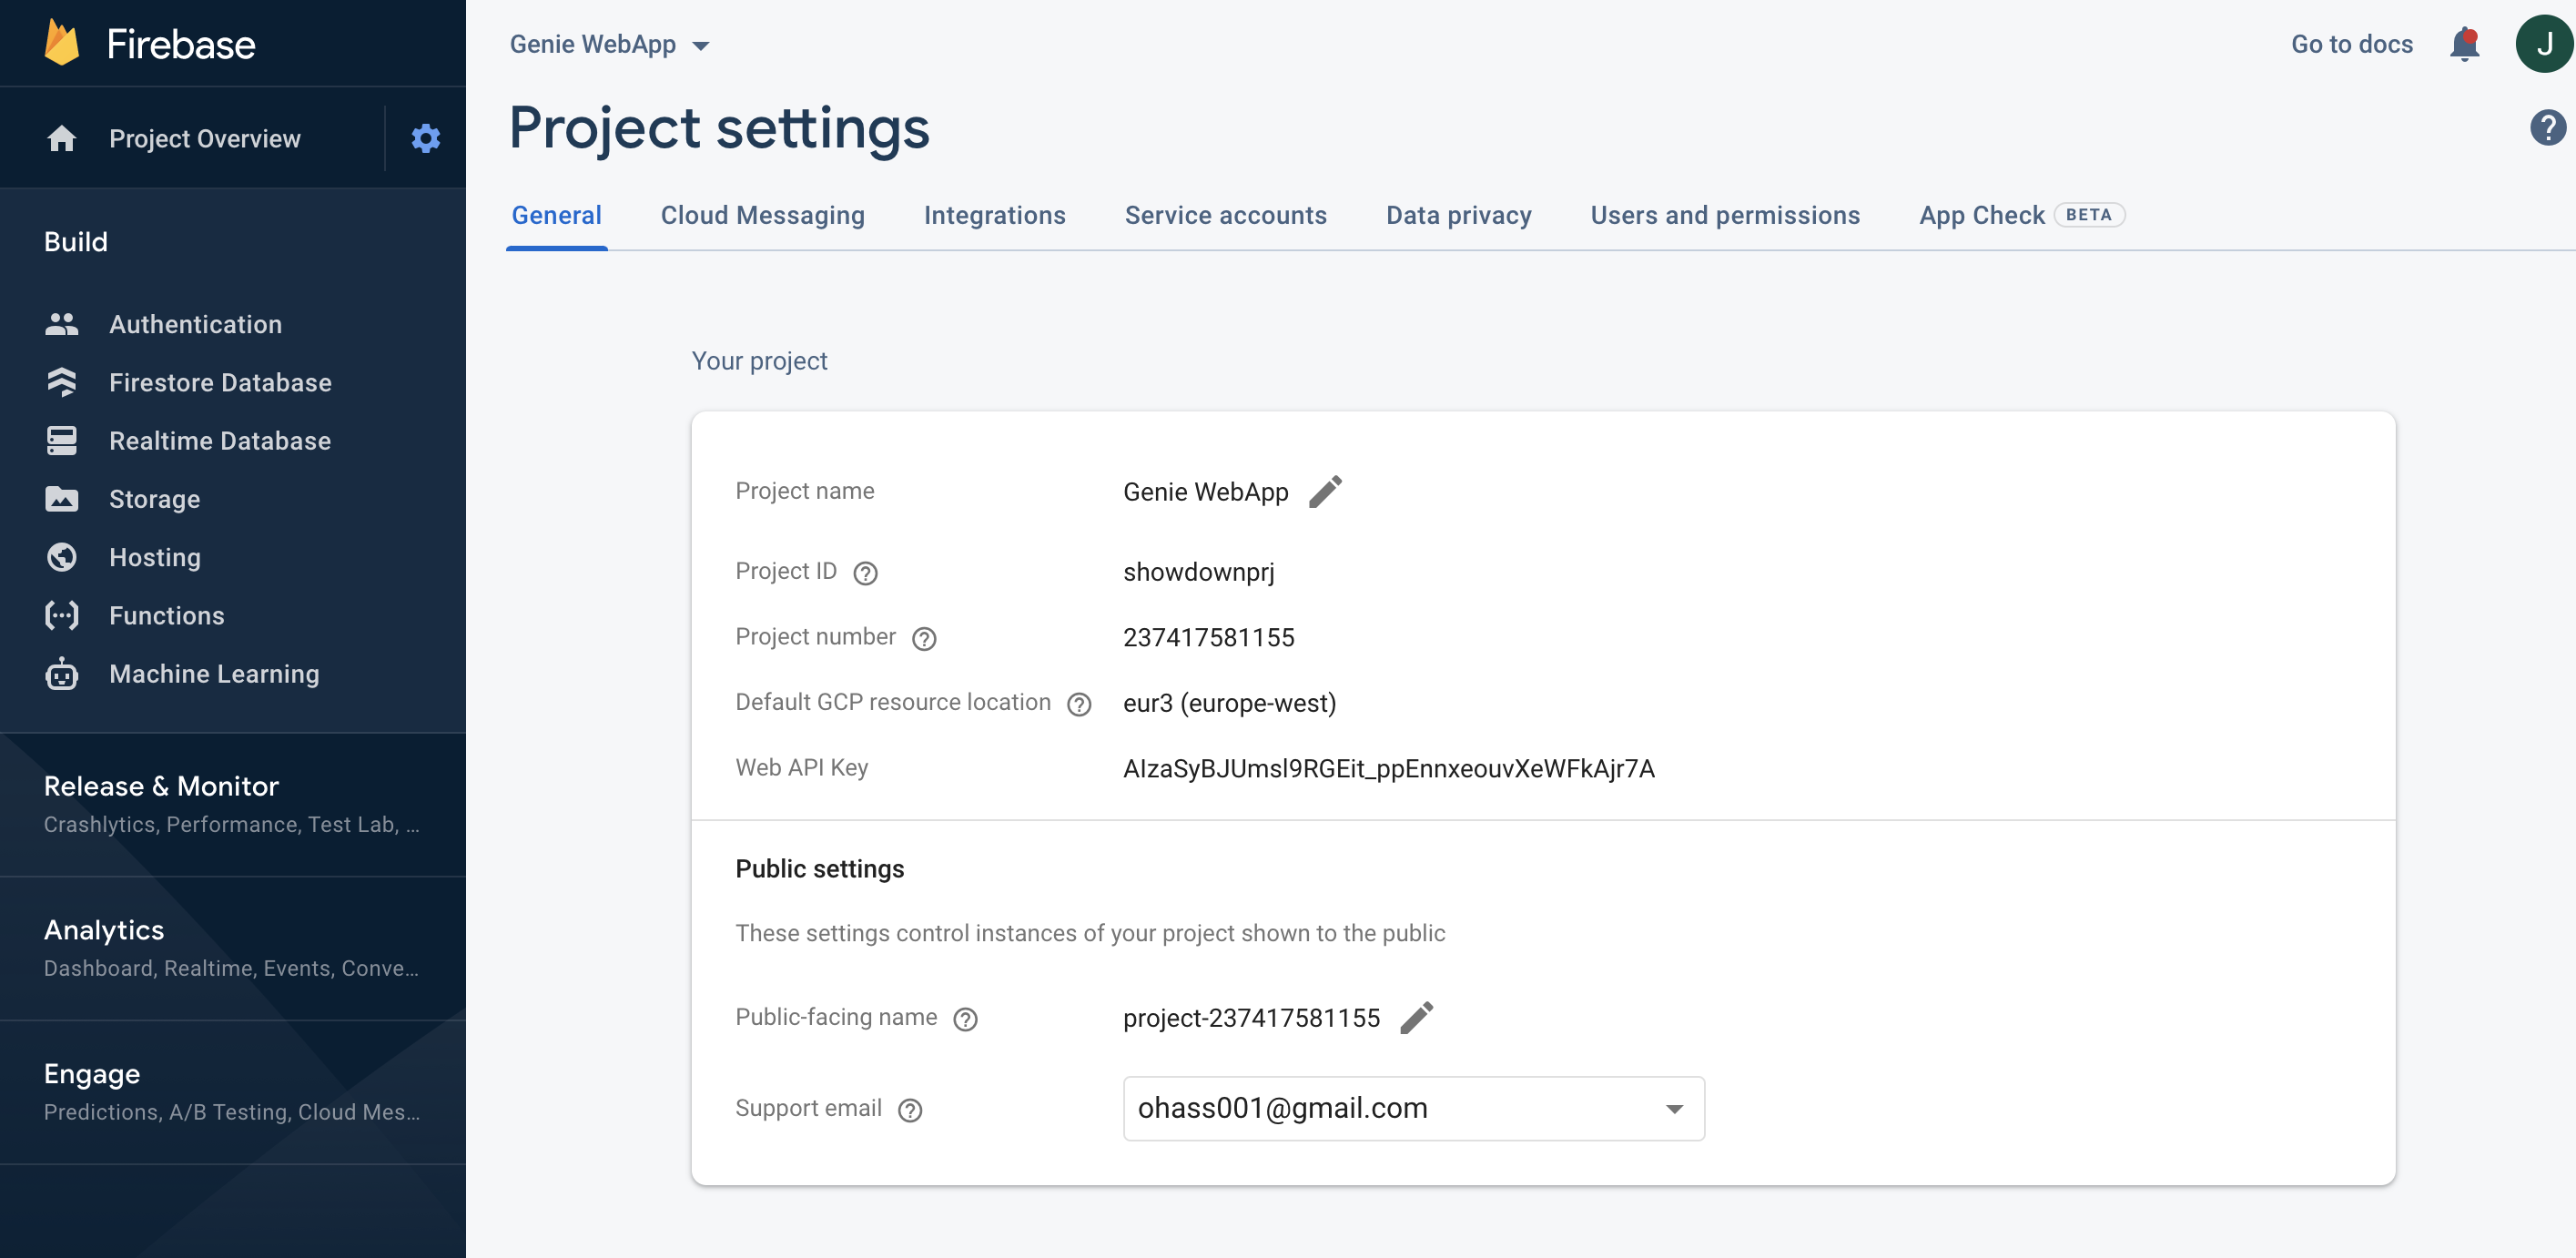 Firebase
Project Overview
Build
Authentication
Firestore Database
Realtime Database
Storage
Hosting
Functions
Machine Learning
Release & Monitor
Crashlytics, Performance, Test Lab, ...
Analytics
Dashboard, Realtime, Events, Conve...
Engage
Predictions, A/B Testing, Cloud Mes...
Genie WebApp
Go to docs
J
Project settings
?
General Cloud Messaging Integrations Service accounts Data privacy Users and permissions App Check BETA
Your project
Project name Genie WebApp
Project ID ? showdownprj
Project number ? 237417581155
Default GCP resource location ? eur3 (europe-west)
Web API Key AIzaSyBJUmsl9RGEit_ppEnnxeouvXeWFkAjr7A
Public settings
These settings control instances of your project shown to the public
Public-facing name ? project-237417581155
Support email ? ohass001@gmail.com